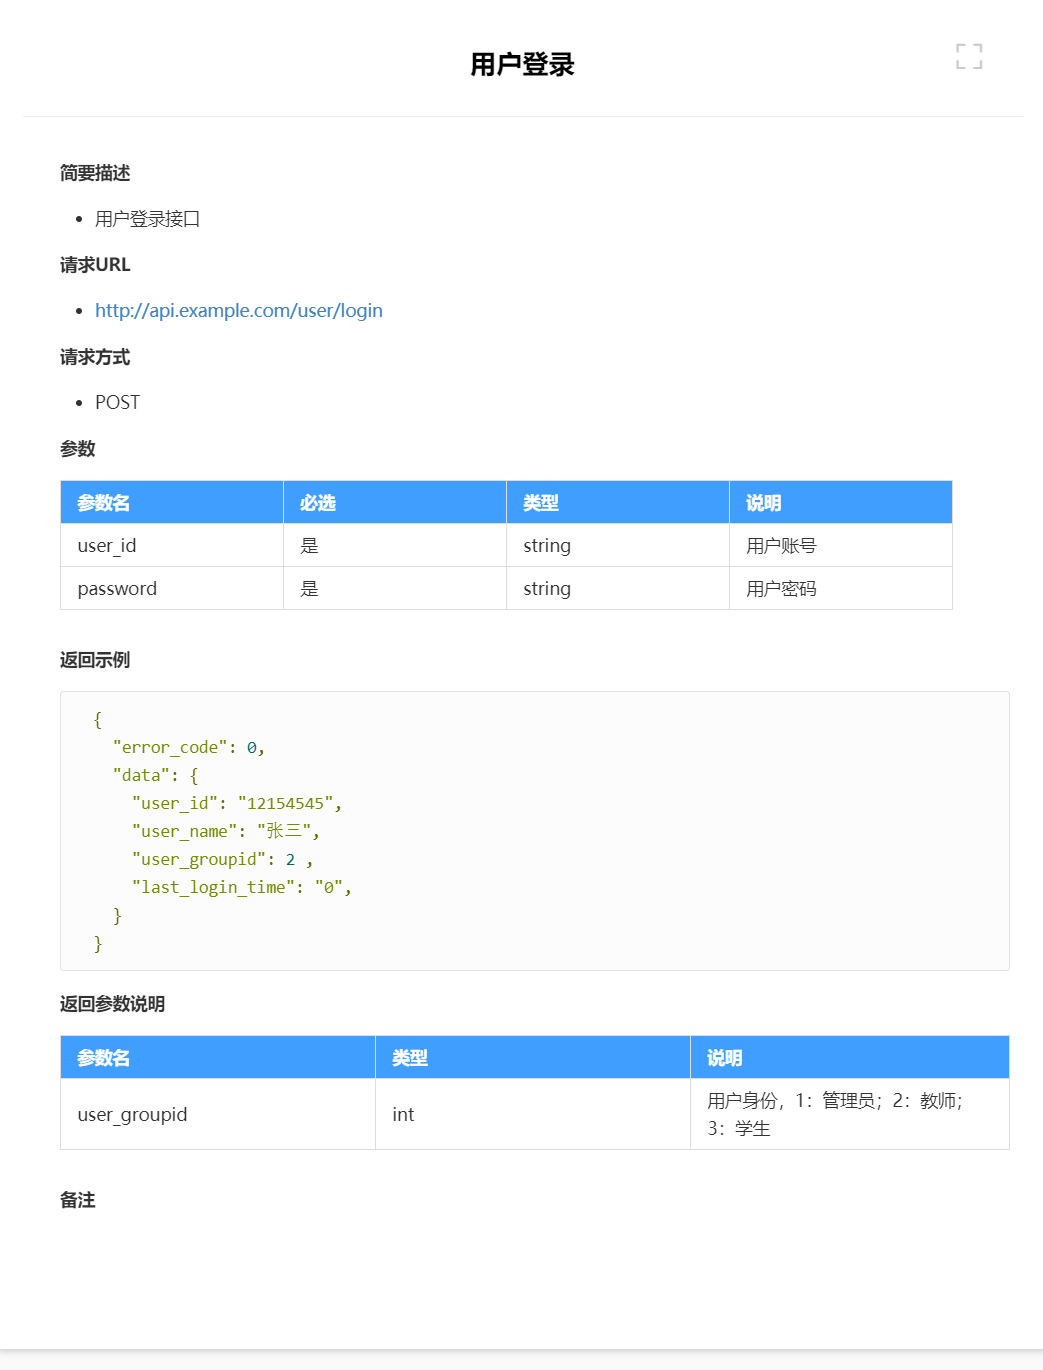 用户登录
简要描述
• 用户登录接口
请求URL
• http://api.example.com/user/login
请求方式
• POST
参数
参数名 必选 类型 说明
user_id 是 string 用户账号
password 是 string 用户密码
返回示例
{
"error_code": 0,
"data": {
"user_id": "12154545",
"user_name": "张三",
"user_groupid": 2 ,
"last_login_time": "0",
}
}
返回参数说明
参数名 类型 说明
user_groupid int 用户身份，1：管理员；2：教师；
3：学生
备注